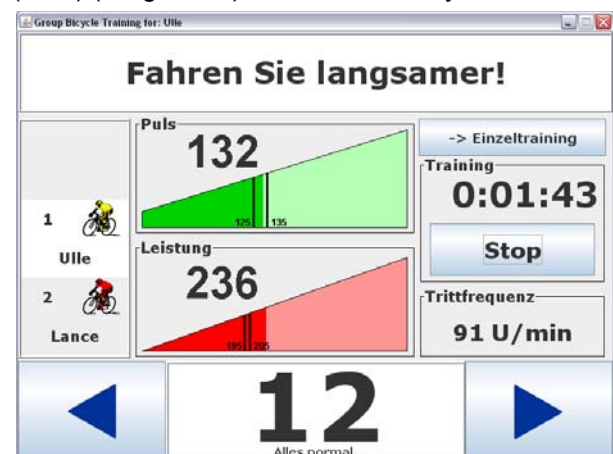 Group Bicycle Training for: Ulle
Fahren Sie langsamer!
1
Ulle
2
Lance
Puls
132
125 135
Leistung
236
195 205
-> Einzeltraining
Training
0:01:43
Stop
Trittfrequenz
91 U/min
12
Alles normal